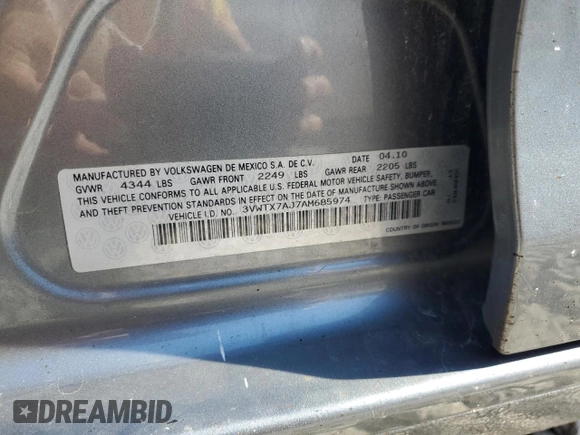 MANUFACTURED BY VOLKSWAGEN DE MEXICO S.A. DE C.V. DATE 04.10
GVWR 4344 LBS GAWR FRONT 2249 LBS GAWR REAR 2205 LBS
THIS VEHICLE CONFORMS TO ALL APPLICABLE U.S. FEDERAL MOTOR VEHICLE SAFETY, BUMPER,
AND THEFT PREVENTION STANDARDS IN EFFECT ON THE DATE OF MANUFACTURE SHOWN ABOVE.
VEHICLE I.D. NO. 3VWTX7AJ7AM685974 TYPE: PASSENGER CAR
COUNTRY OF ORIGIN: MEXICO
DREAMBID